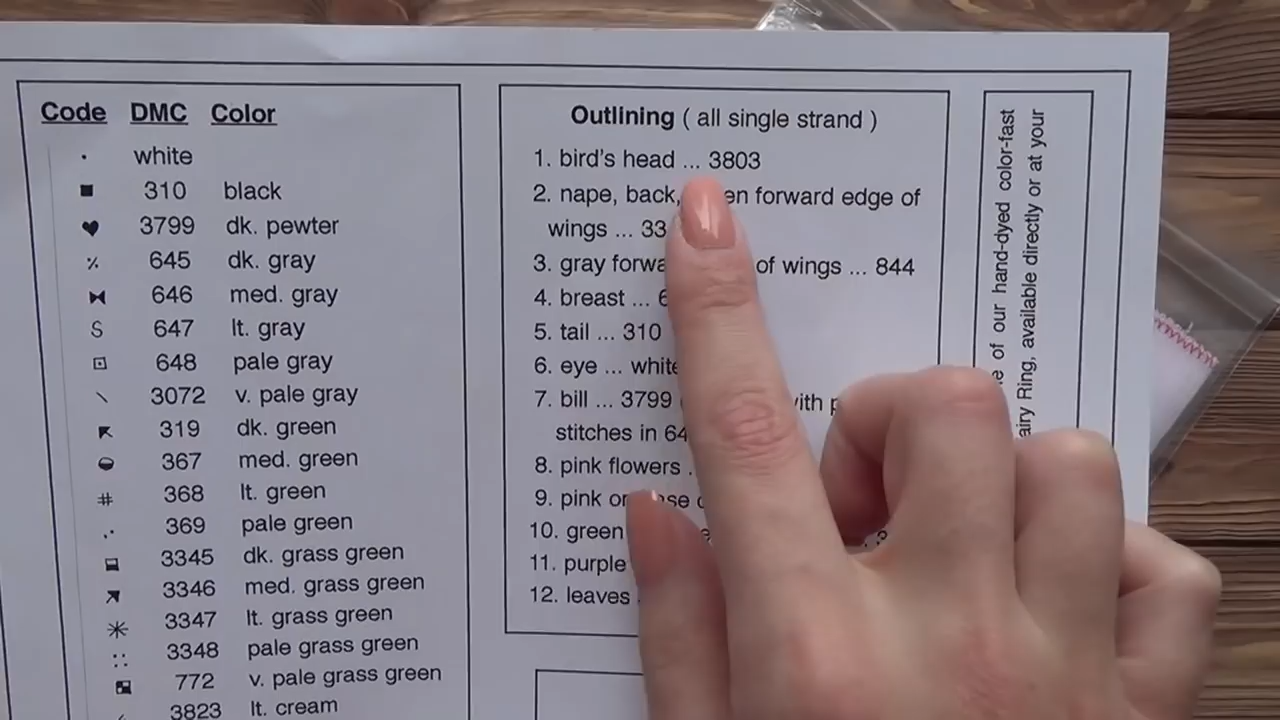 Code DMC Color
· white
■ 310 black
♥ 3799 dk. pewter
٪ 645 dk. gray
⧓ 646 med. gray
S 647 lt. gray
⊡ 648 pale gray
\ 3072 v. pale gray
319 dk. green
367 med. green
# 368 lt. green
369 pale green
3345 dk. grass green
3346 med. grass green
3347 lt. grass green
3348 pale grass green
772 v. pale grass green
3823 lt. cream
Outlining ( all single strand )
1. bird's head ... 3803
2. nape, back, forward edge of
wings ...
3. gray of wings ... 844
4. breast ...
5. tail ... 310
6. eye ... white
7. bill ... 3799 with
stitches in
8. pink flowers
9. pink
10. green
11. purple
12. leaves
of our hand-dyed color-fast
Ring, available directly or at your